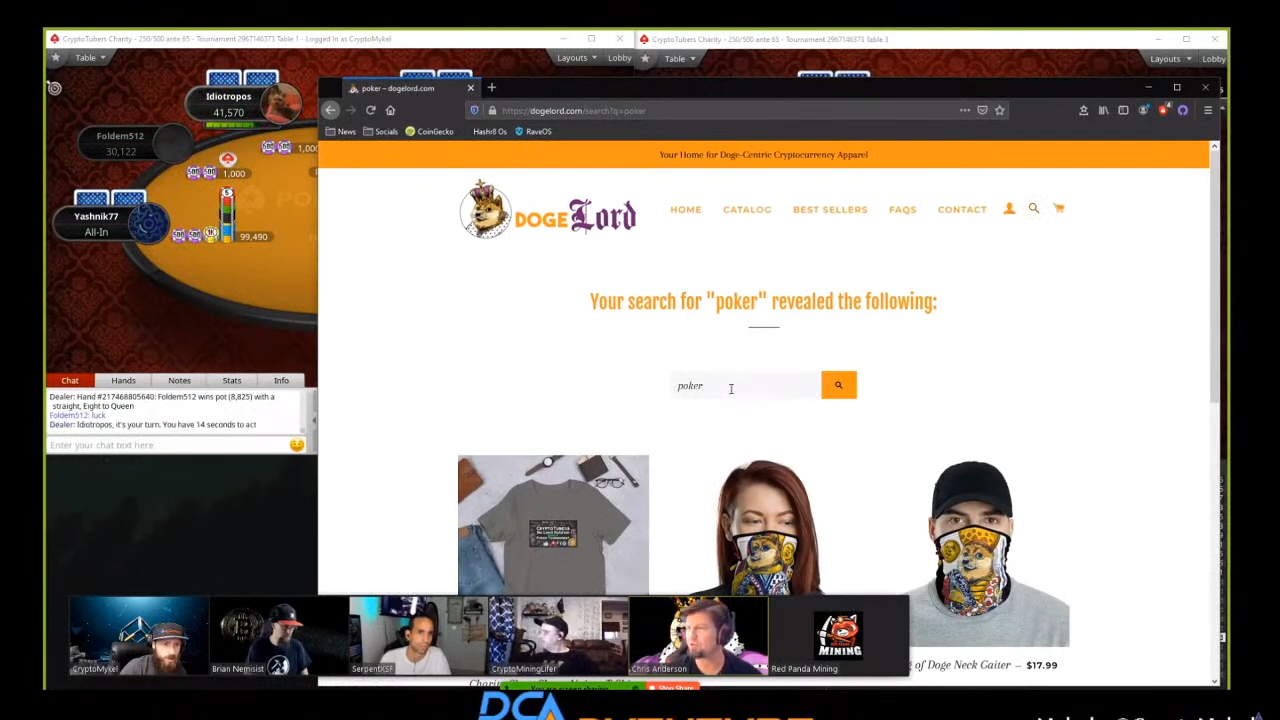 CryptoTubers Charity - 250/500 ante 65 - Tournament 2967146373 Table 1 - Logged In as CryptoMykel
CryptoTubers Charity - 250/500 ante 65 - Tournament 2967146373 Table 3
Table
Layouts
Lobby
Table
Layouts
Lobby
poker – dogelord.com
https://dogelord.com/search?q=poker
News
Socials
CoinGecko
Hashr8 Os
RaveOS
Idiotropos
41,570
Foldem512
30,122
1,000
1,000
Yashnik77
All-In
99,490
Your Home for Doge-Centric Cryptocurrency Apparel
DOGE Lord
HOME
CATALOG
BEST SELLERS
FAQS
CONTACT
Your search for "poker" revealed the following:
poker
Chat
Hands
Notes
Stats
Info
Dealer: Hand #217468805640: Foldem512 wins pot (8,825) with a
straight, Eight to Queen
Foldem512: luck
Dealer: Idiotropos, it's your turn. You have 14 seconds to act
Enter your chat text here
CryptoMykel
Brian Nemisist
SerpentXSF
CryptoMiningLifer
Chris Anderson
MINING
Red Panda Mining
of Doge Neck Gaiter — $17.99
Stop Share
DCA